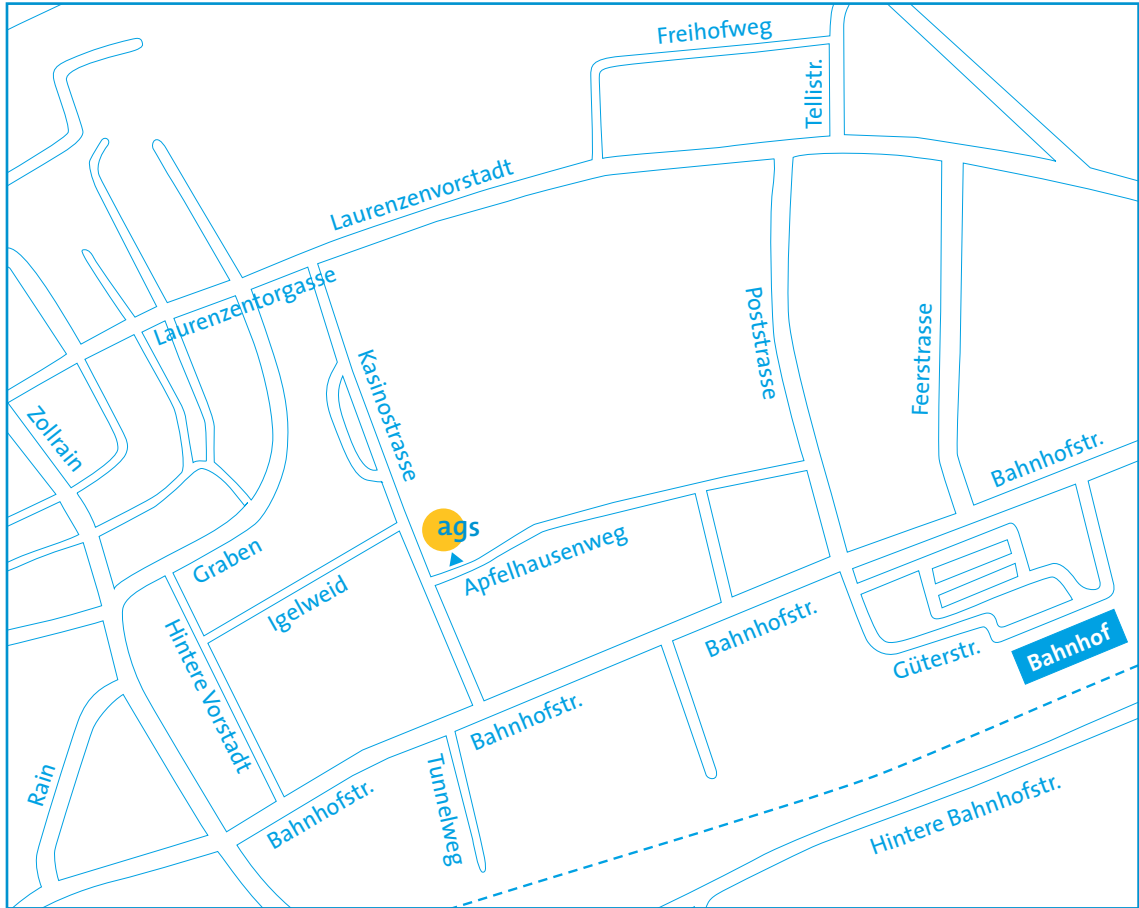 Freihofweg
Tellistr.
Laurenzenvorstadt
Laurenzentorgasse
Poststrasse
Feerstrasse
Kasinostrasse
Zollrain
Bahnhofstr.
ags
Apfelhausenweg
Graben
Igelweid
Hintere Vorstadt
Bahnhofstr.
Güterstr.
Bahnhof
Bahnhofstr.
Rain
Tunnelweg
Bahnhofstr.
Hintere Bahnhofstr.